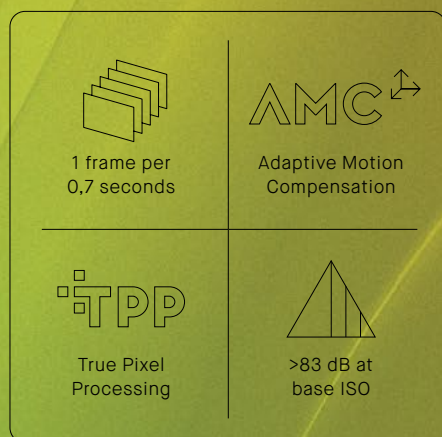 1 frame per
0,7 seconds
AMC
Adaptive Motion
Compensation
TPP
True Pixel
Processing
>83 dB at
base ISO